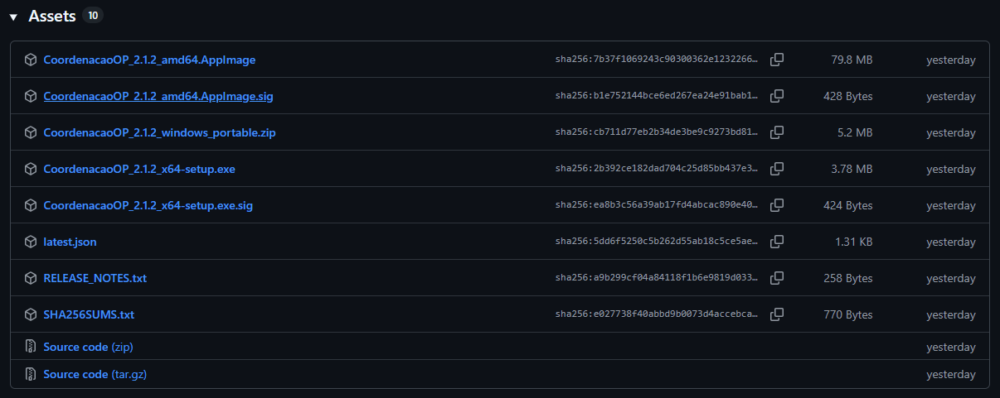 Assets 10
CoordenacaoOP_2.1.2_amd64.AppImage sha256:7b37f1069243c90300362e1232266… 79.8 MB yesterday
CoordenacaoOP_2.1.2_amd64.AppImage.sig sha256:b1e752144bce6ed267ea24e91bab1… 428 Bytes yesterday
CoordenacaoOP_2.1.2_windows_portable.zip sha256:cb711d77eb2b34de3be9c9273bd81… 5.2 MB yesterday
CoordenacaoOP_2.1.2_x64-setup.exe sha256:2b392ce182dad704c25d85bb437e3… 3.78 MB yesterday
CoordenacaoOP_2.1.2_x64-setup.exe.sig sha256:ea8b3c56a39ab17fd4abcac890e40… 424 Bytes yesterday
latest.json sha256:5dd6f5250c5b262d55ab18c5ce5ae… 1.31 KB yesterday
RELEASE_NOTES.txt sha256:a9b299cf04a84118f1b6e9819d033… 258 Bytes yesterday
SHA256SUMS.txt sha256:e027738f40abbd9b0073d4accebca… 770 Bytes yesterday
Source code (zip) yesterday
Source code (tar.gz) yesterday